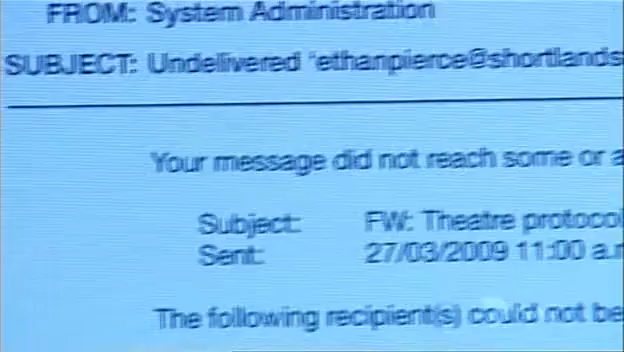 FROM: System Administration
SUBJECT: Undelivered "ethanpierce@shortlands
Your message did not reach some or a
Subject: FW: Theatre protocol
Sent: 27/03/2009 11:00 a.m
The following recipient(s) could not be